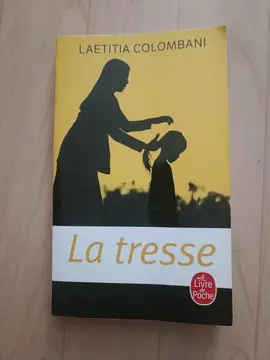 LAETITIA COLOMBANI
La tresse
Le
Livre
de
Poche